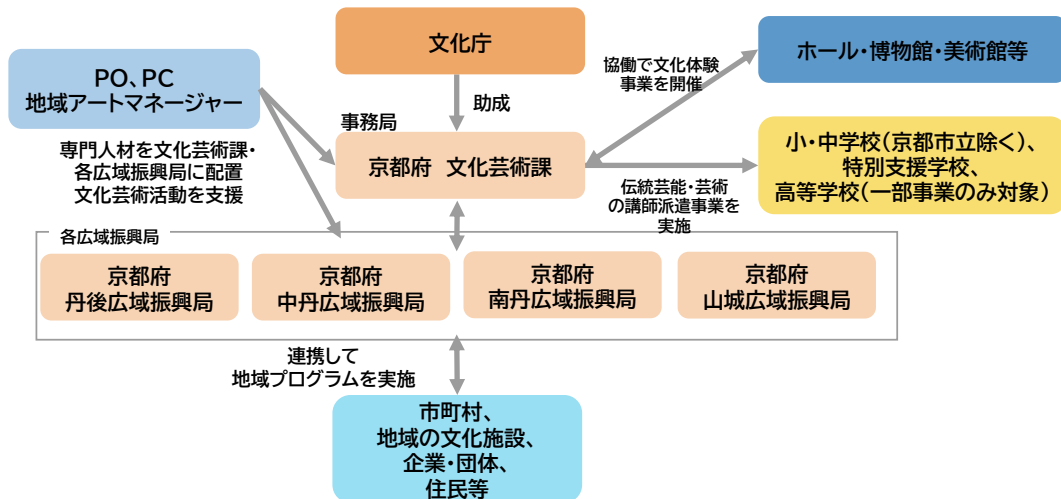 文化庁
ホール・博物館・美術館等
PO、PC
地域アートマネージャー
協働で文化体験
事業を開催
助成
事務局
京都府　文化芸術課
小・中学校(京都市立除く)、
特別支援学校、
高等学校(一部事業のみ対象)
専門人材を文化芸術課・
各広域振興局に配置
文化芸術活動を支援
伝統芸能・芸術
の講師派遣事業を
実施
各広域振興局
京都府
丹後広域振興局
京都府
中丹広域振興局
京都府
南丹広域振興局
京都府
山城広域振興局
連携して
地域プログラムを実施
市町村、
地域の文化施設、
企業・団体、
住民等